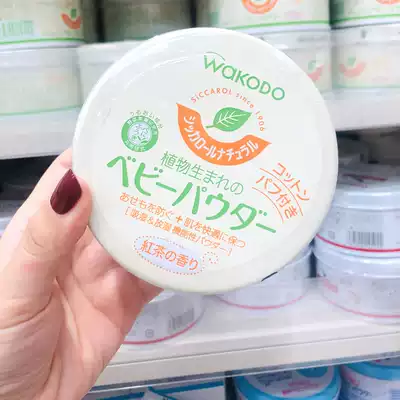 wakodo
SICCAROL since 1906
シッカロールナチュラル
植物生まれの
ベビーパウダー
コットン
パフ付き
あせもを防ぐ+肌を快適に保つ
紅茶の香り